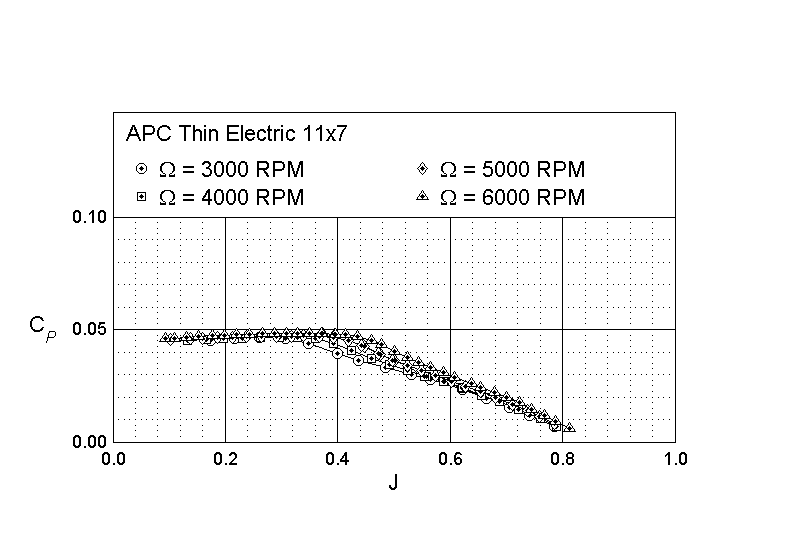 APC Thin Electric 11x7
Ω = 3000 RPM
Ω = 5000 RPM
Ω = 4000 RPM
Ω = 6000 RPM
0.10
0.05
0.00
C_P
0.0 0.2 0.4 0.6 0.8 1.0
J